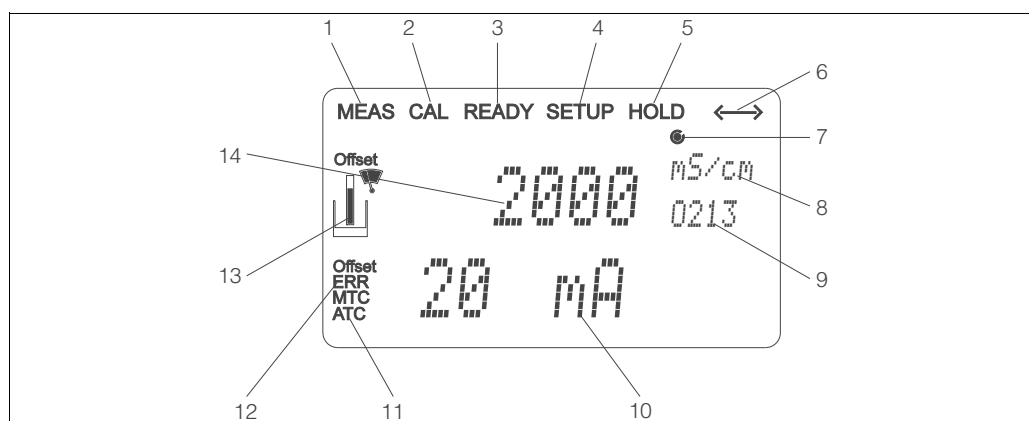 1 2 3 4 5
6
MEAS CAL READY SETUP HOLD
7
14
Offset
2000
mS/cm
8
0213
9
13
Offset
ERR
MTC
ATC
20 mA
12 11 10